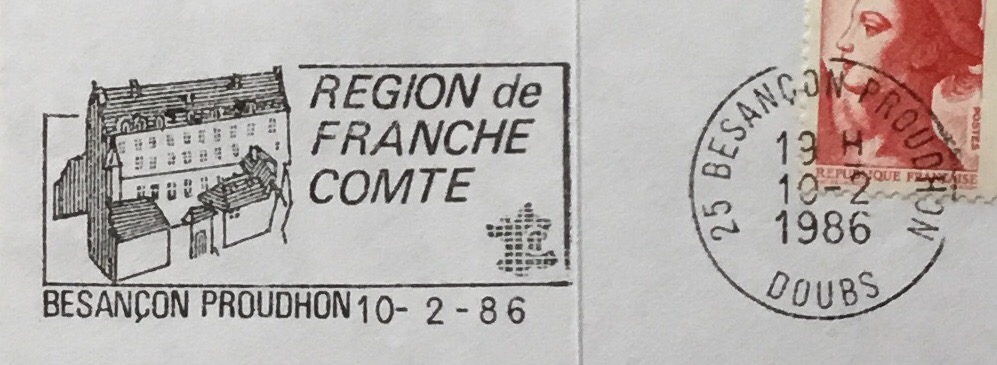 REGION de
FRANCHE
COMTE
BESANÇON PROUDHON 10- 2 - 86
25 BESANÇON PROUDHON
19 H
10-2
1986
DOUBS
POSTES
REPUBLIQUE FRANÇAISE